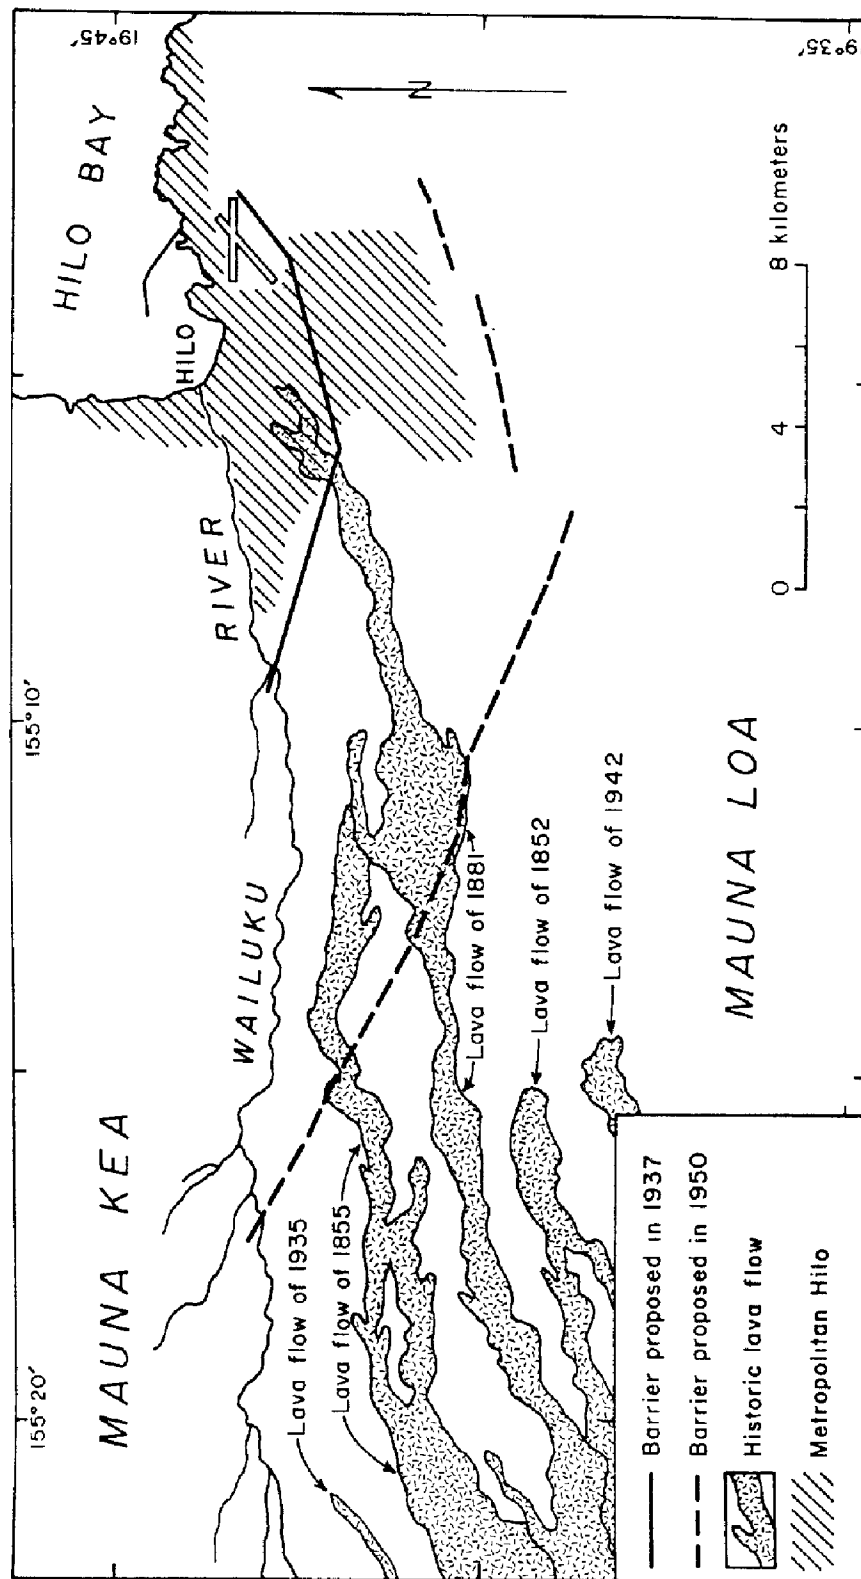 155°20'
155°10'
19°45'
9°35'
MAUNA KEA
WAILUKU
RIVER
HILO
HILO BAY
N
Lava flow of 1935
Lava flow of 1855
Lava flow of 1881
Lava flow of 1852
Lava flow of 1942
MAUNA LOA
0 4 8 kilometers
Barrier proposed in 1937
Barrier proposed in 1950
Historic lava flow
Metropolitan Hilo